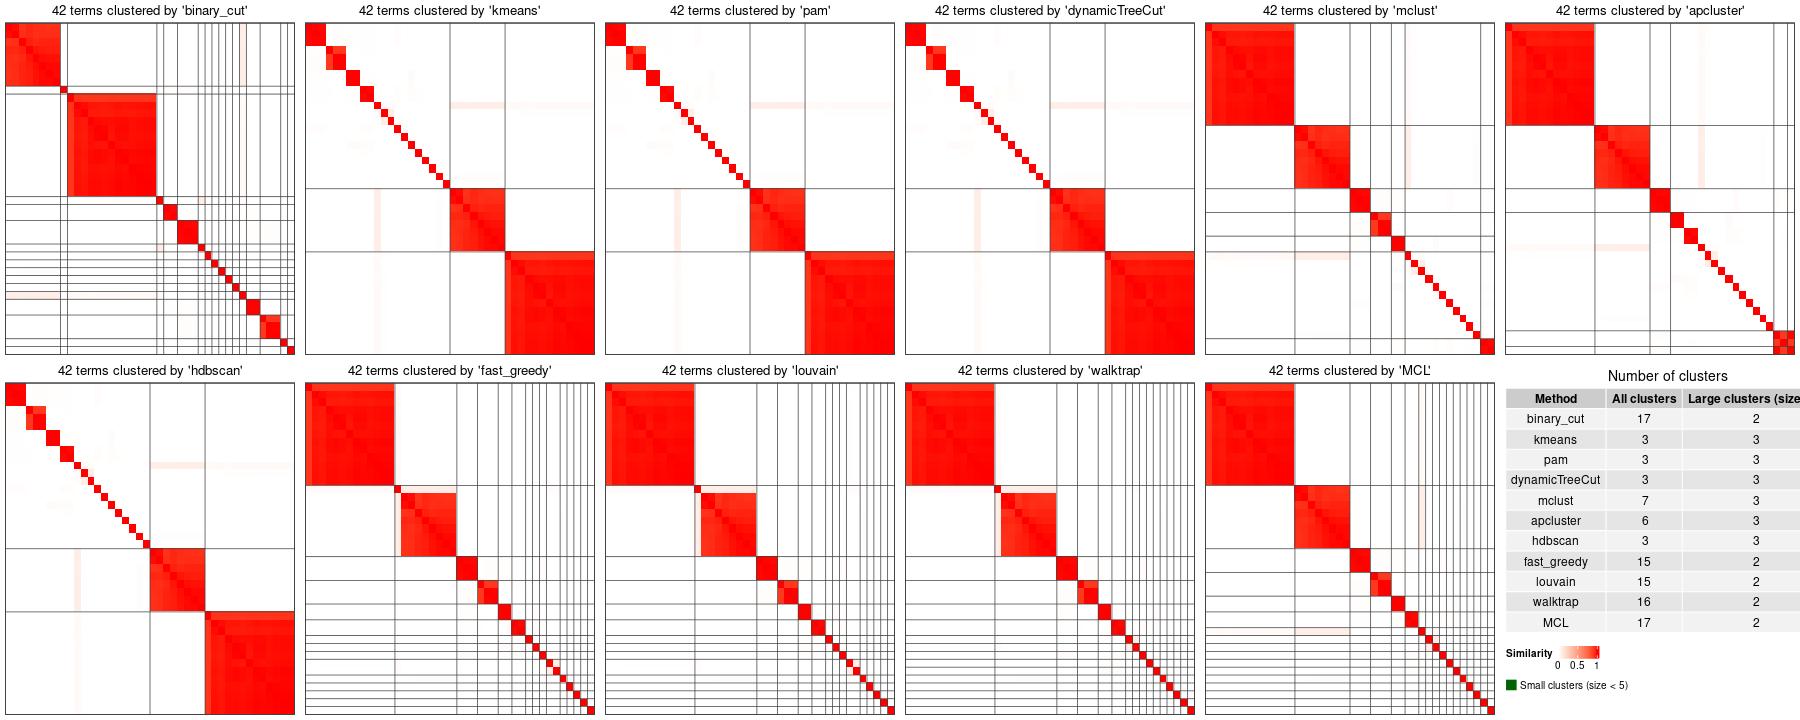 42 terms clustered by 'binary_cut'
42 terms clustered by 'kmeans'
42 terms clustered by 'pam'
42 terms clustered by 'dynamicTreeCut'
42 terms clustered by 'mclust'
42 terms clustered by 'apcluster'
42 terms clustered by 'hdbscan'
42 terms clustered by 'fast_greedy'
42 terms clustered by 'louvain'
42 terms clustered by 'walktrap'
42 terms clustered by 'MCL'
Number of clusters
Method All clusters Large clusters (size
binary_cut 17 2
kmeans 3 3
pam 3 3
dynamicTreeCut 3 3
mclust 7 3
apcluster 6 3
hdbscan 3 3
fast_greedy 15 2
louvain 15 2
walktrap 16 2
MCL 17 2
Similarity
0 0.5 1
Small clusters (size < 5)